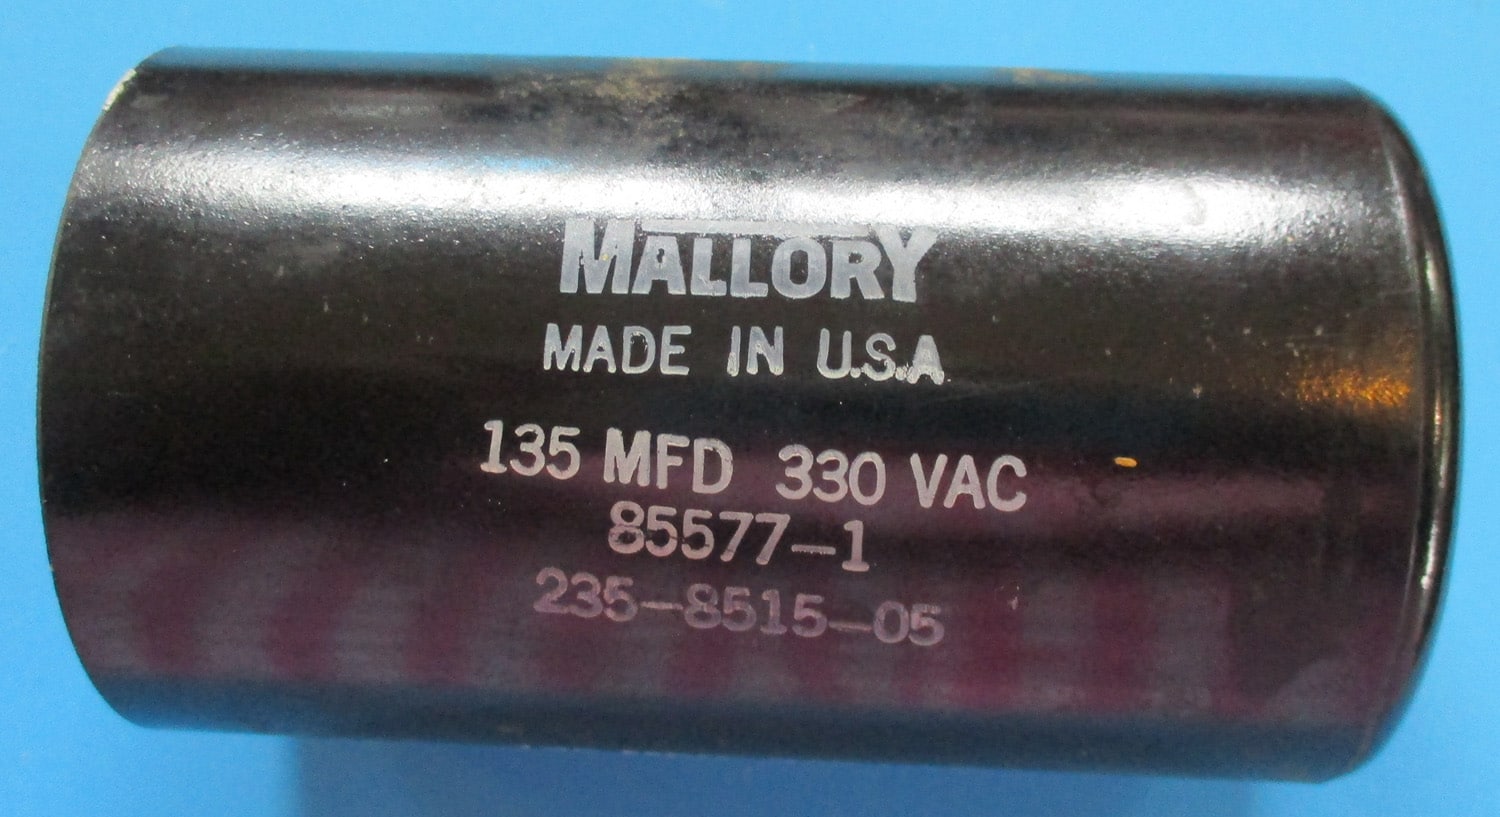 MALLORY
MADE IN U.S.A
135 MFD 330 VAC
85577-1
235-8515-05